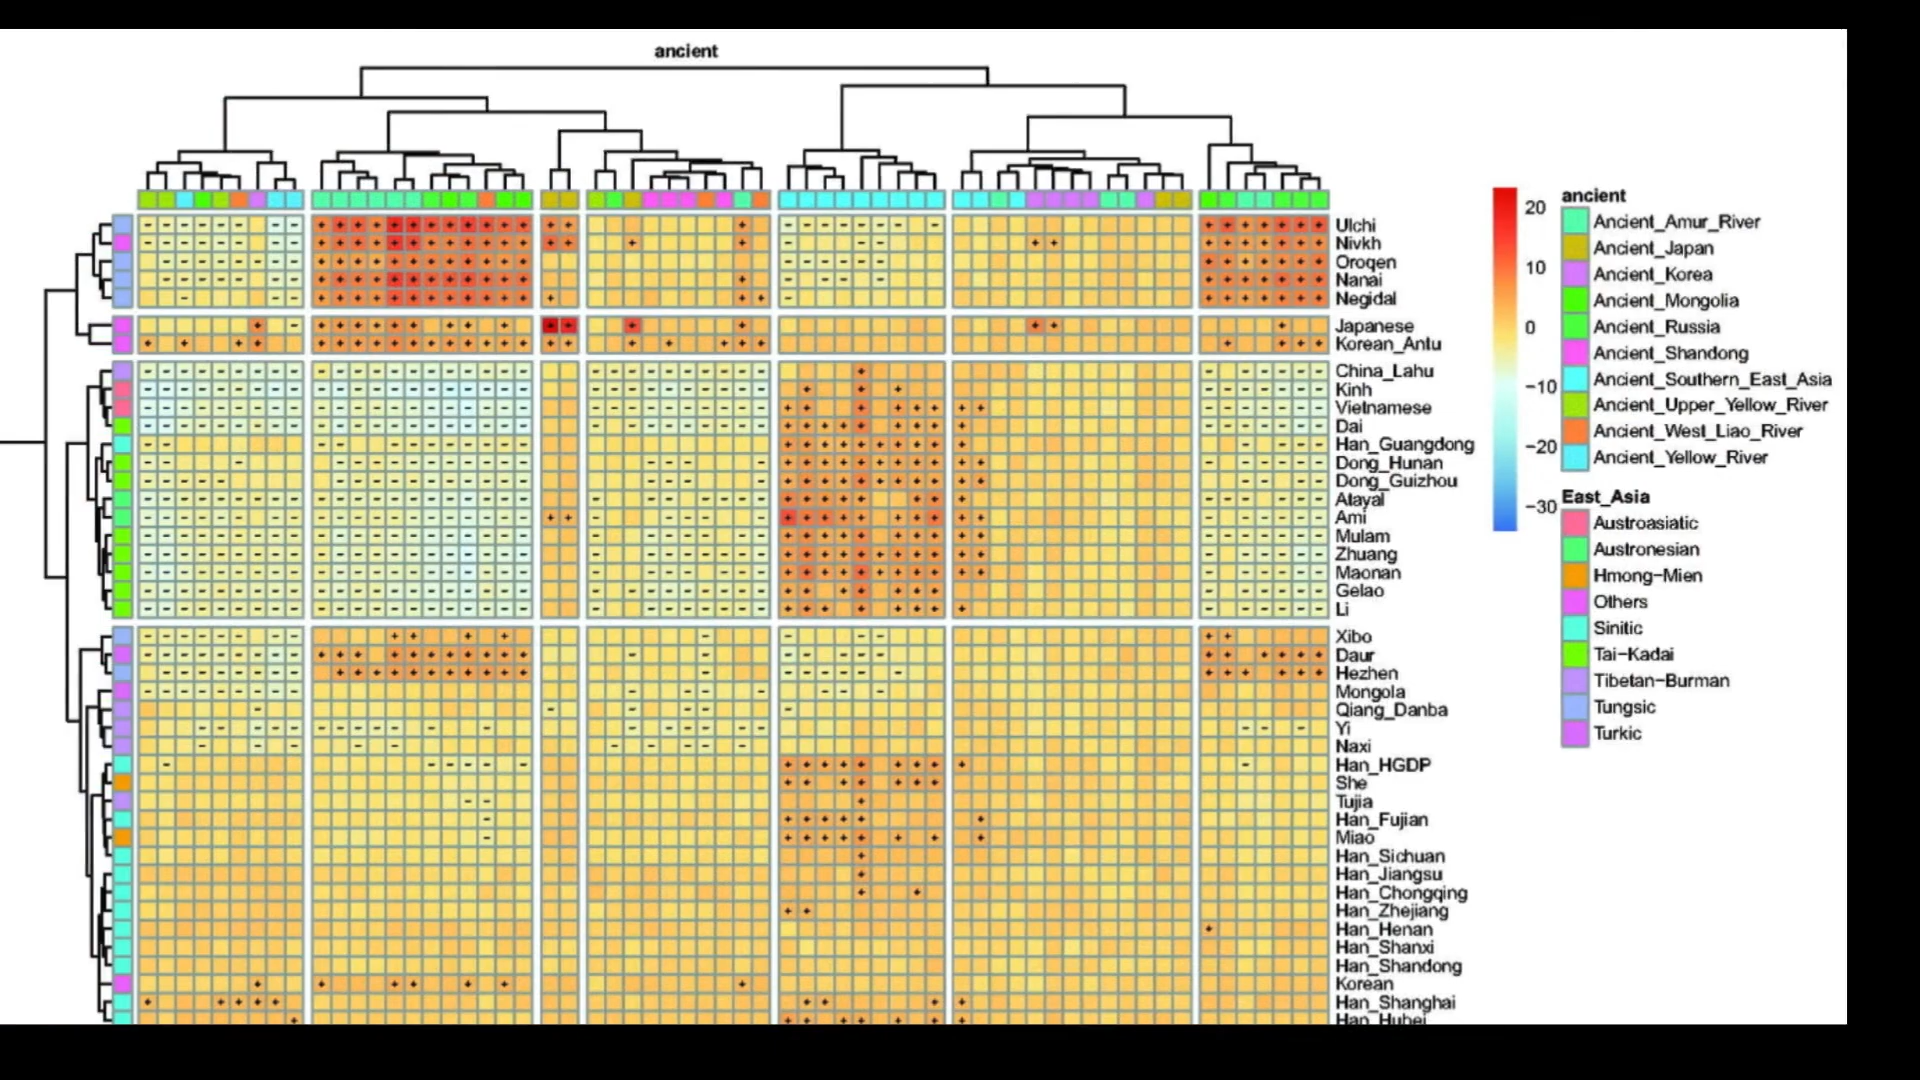 ancient
Ulchi
Nivkh
Oroqen
Nanai
Negidal
Japanese
Korean_Antu
China_Lahu
Kinh
Vietnamese
Dai
Han_Guangdong
Dong_Hunan
Dong_Guizhou
Atayal
Ami
Mulam
Zhuang
Maonan
Gelao
Li
Xibo
Daur
Hezhen
Mongola
Qiang_Danba
Yi
Naxi
Han_HGDP
She
Tujia
Han_Fujian
Miao
Han_Sichuan
Han_Jiangsu
Han_Chongqing
Han_Zhejiang
Han_Henan
Han_Shanxi
Han_Shandong
Korean
Han_Shanghai
Han_Hubei
20
10
0
−10
−20
−30
ancient
Ancient_Amur_River
Ancient_Japan
Ancient_Korea
Ancient_Mongolia
Ancient_Russia
Ancient_Shandong
Ancient_Southern_East_Asia
Ancient_Upper_Yellow_River
Ancient_West_Liao_River
Ancient_Yellow_River
East_Asia
Austroasiatic
Austronesian
Hmong−Mien
Others
Sinitic
Tai−Kadai
Tibetan−Burman
Tungsic
Turkic